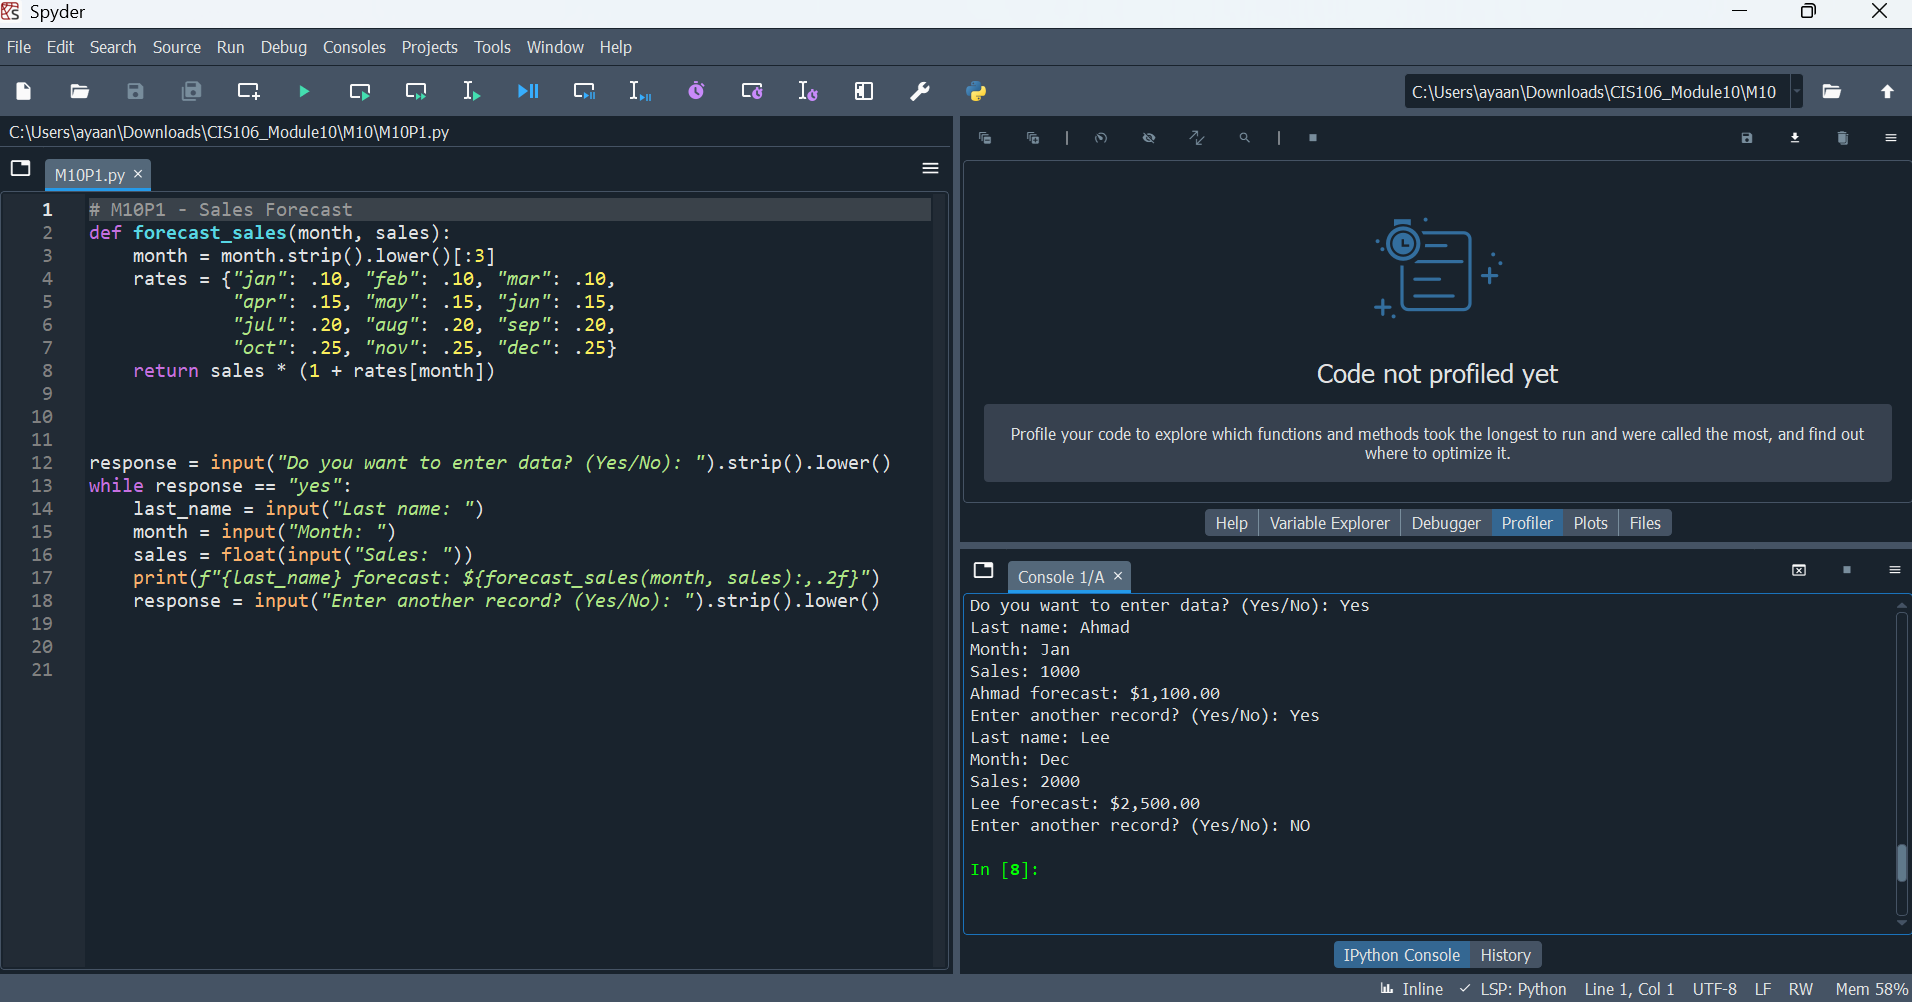 Spyder
File Edit Search Source Run Debug Consoles Projects Tools Window Help
C:\Users\ayaan\Downloads\CIS106_Module10\M10
C:\Users\ayaan\Downloads\CIS106_Module10\M10\M10P1.py
M10P1.py
1 # M10P1 - Sales Forecast
2 def forecast_sales(month, sales):
3     month = month.strip().lower()[:3]
4     rates = {"jan": .10, "feb": .10, "mar": .10,
5              "apr": .15, "may": .15, "jun": .15,
6              "jul": .20, "aug": .20, "sep": .20,
7              "oct": .25, "nov": .25, "dec": .25}
8     return sales * (1 + rates[month])
9
10
11
12 response = input("Do you want to enter data? (Yes/No): ").strip().lower()
13 while response == "yes":
14     last_name = input("Last name: ")
15     month = input("Month: ")
16     sales = float(input("Sales: "))
17     print(f"{last_name} forecast: ${forecast_sales(month, sales):,.2f}")
18     response = input("Enter another record? (Yes/No): ").strip().lower()
19
20
21
Code not profiled yet
Profile your code to explore which functions and methods took the longest to run and were called the most, and find out
where to optimize it.
Help Variable Explorer Debugger Profiler Plots Files
Console 1/A
Do you want to enter data? (Yes/No): Yes
Last name: Ahmad
Month: Jan
Sales: 1000
Ahmad forecast: $1,100.00
Enter another record? (Yes/No): Yes
Last name: Lee
Month: Dec
Sales: 2000
Lee forecast: $2,500.00
Enter another record? (Yes/No): NO
In [8]:
IPython Console History
Inline LSP: Python Line 1, Col 1 UTF-8 LF RW Mem 58%